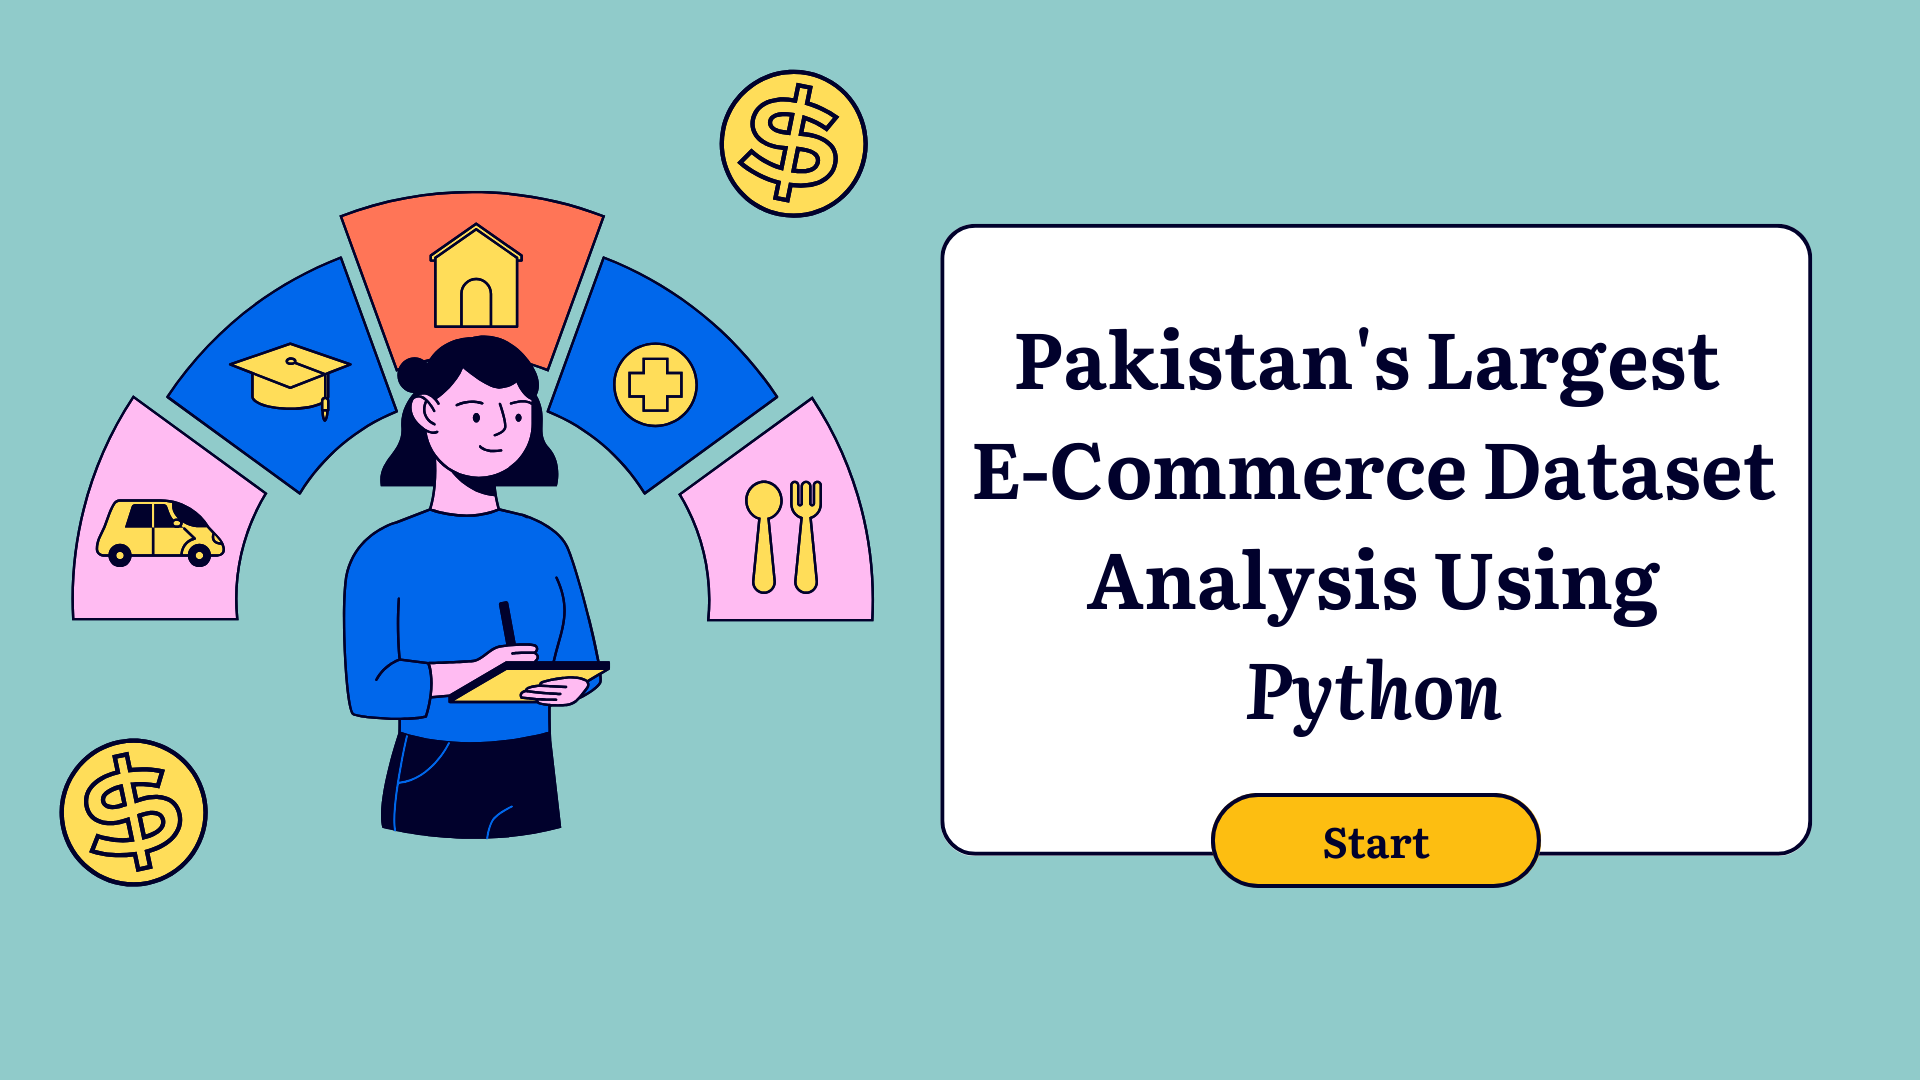 Pakistan's Largest
E-Commerce Dataset
Analysis Using
Python
Start